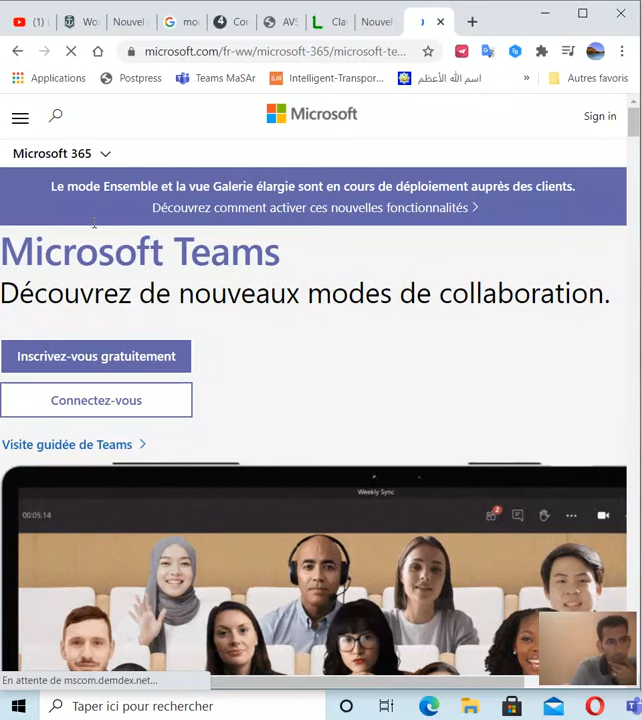 (1) L Wo Nouvel mo 4 Con AVS Cla Nouvel
microsoft.com/fr-ww/microsoft-365/microsoft-te...
Applications Postpress Teams MaSAr Intelligent-Transpor... اسم الله الأعظم » Autres favoris
Microsoft Sign in
Microsoft 365
Le mode Ensemble et la vue Galerie élargie sont en cours de déploiement auprès des clients.
Découvrez comment activer ces nouvelles fonctionnalités >
Microsoft Teams
Découvrez de nouveaux modes de collaboration.
Inscrivez-vous gratuitement
Connectez-vous
Visite guidée de Teams >
Weekly Sync
00:05:14 2
En attente de mscom.demdex.net...
Taper ici pour rechercher